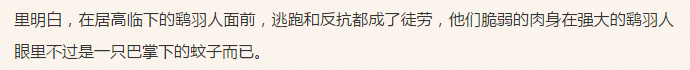 里明白，在居高临下的鹞羽人面前，逃跑和反抗都成了徒劳，他们脆弱的肉身在强大的鹞羽人
眼里不过是一只巴掌下的蚊子而已。